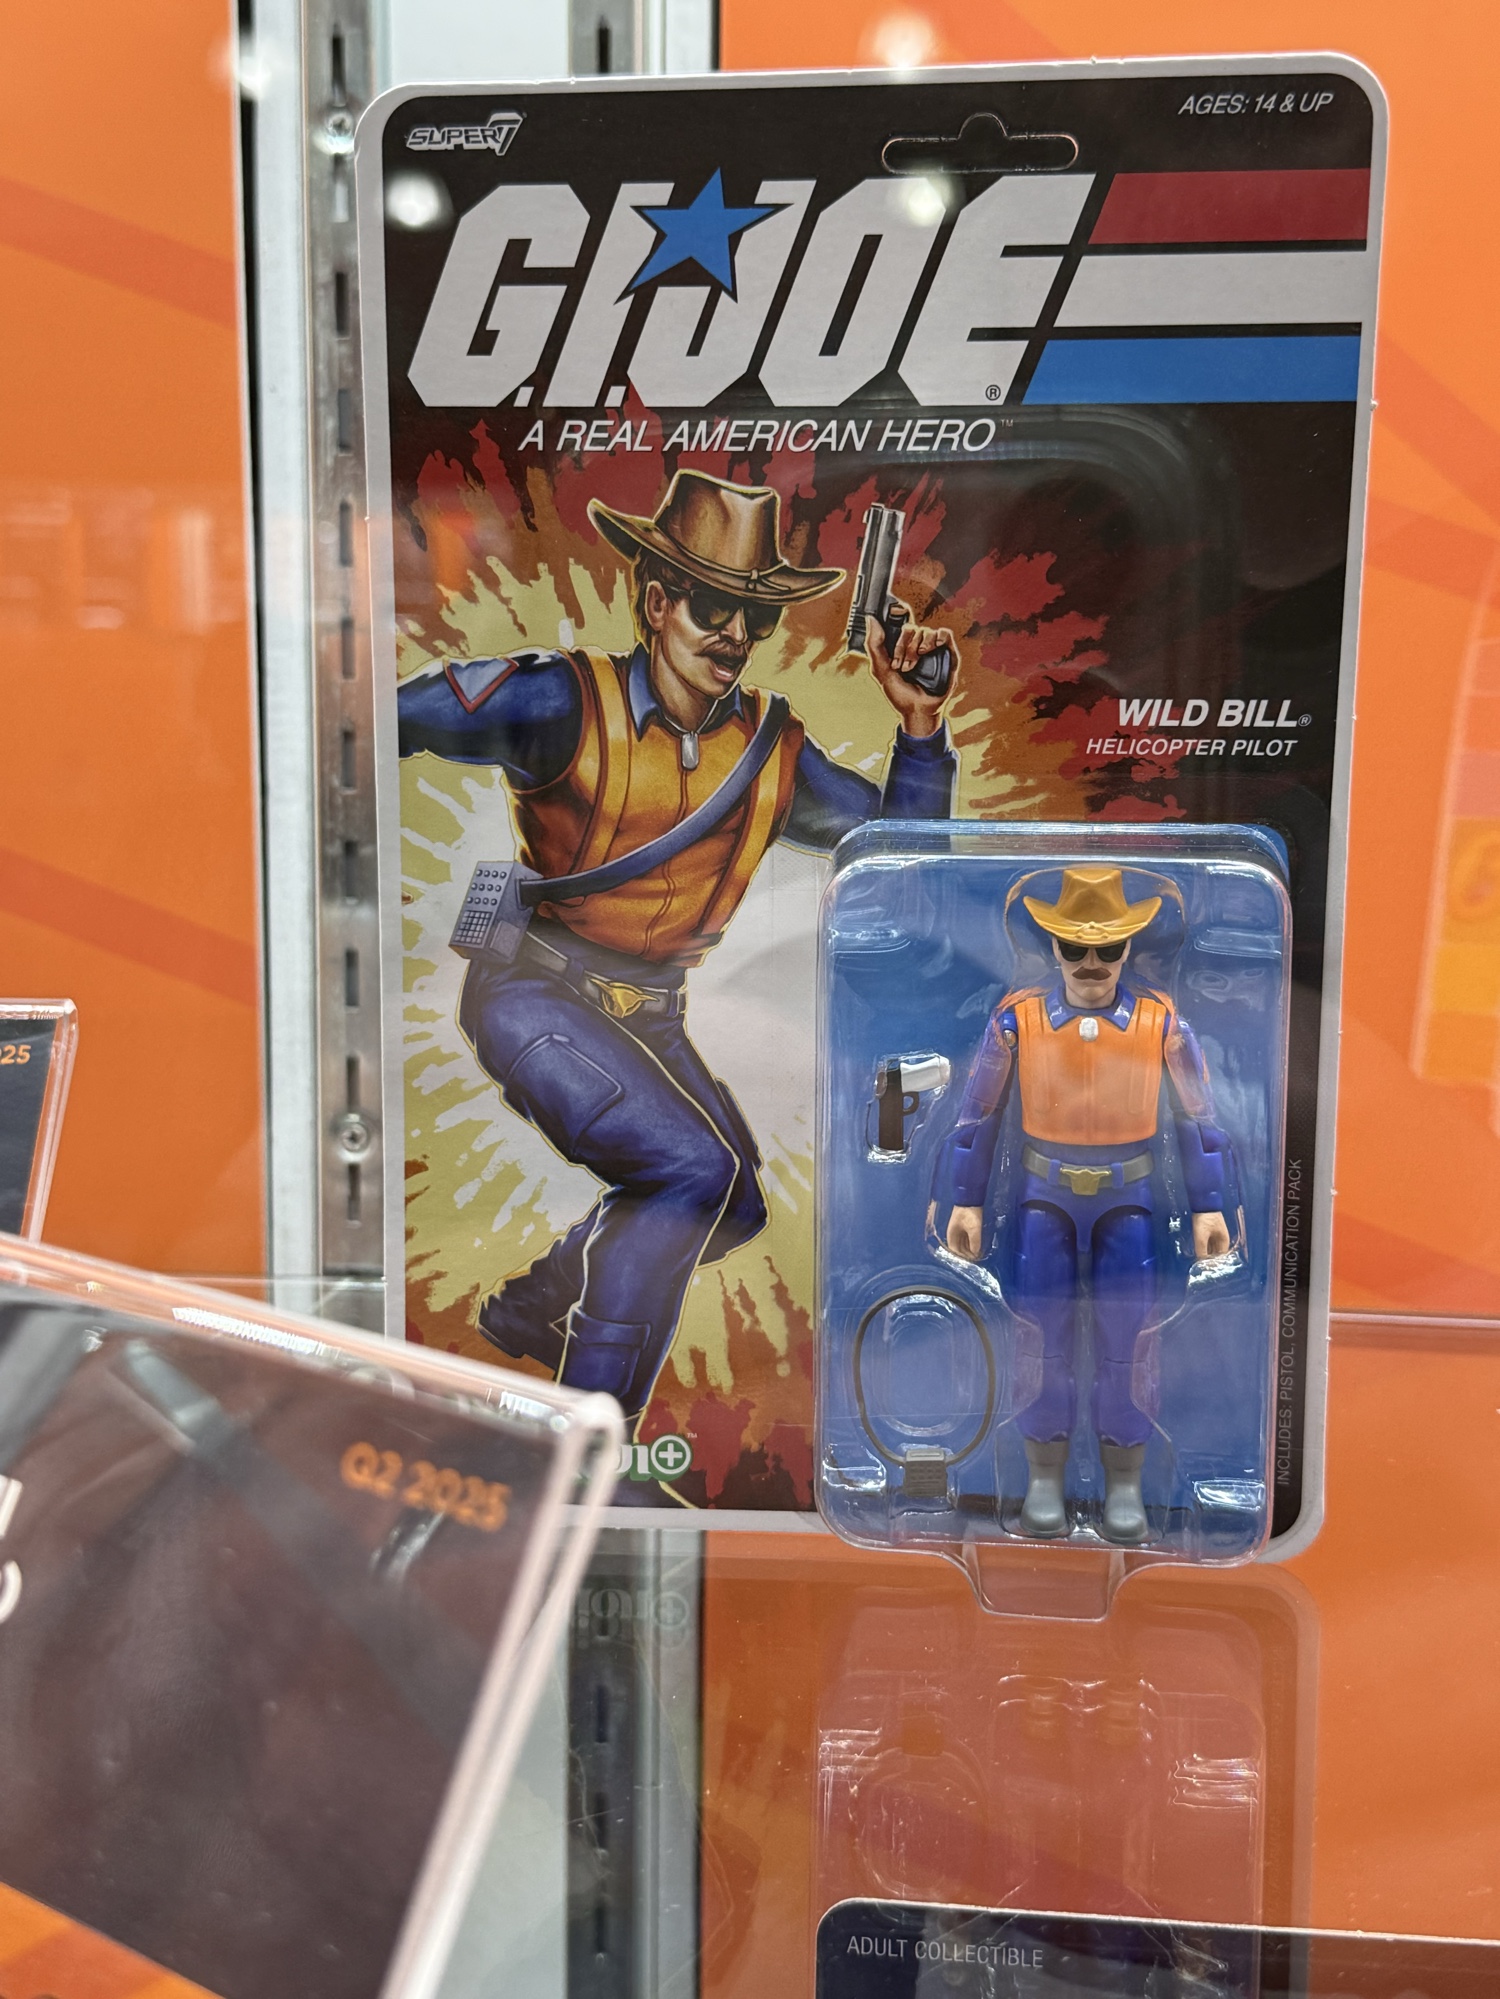 SUPER7
AGES: 14 & UP
G.I.JOE®
A REAL AMERICAN HERO™
WILD BILL®
HELICOPTER PILOT
INCLUDES: PISTOL, COMMUNICATION PACK
Q2 2025
ADULT COLLECTIBLE